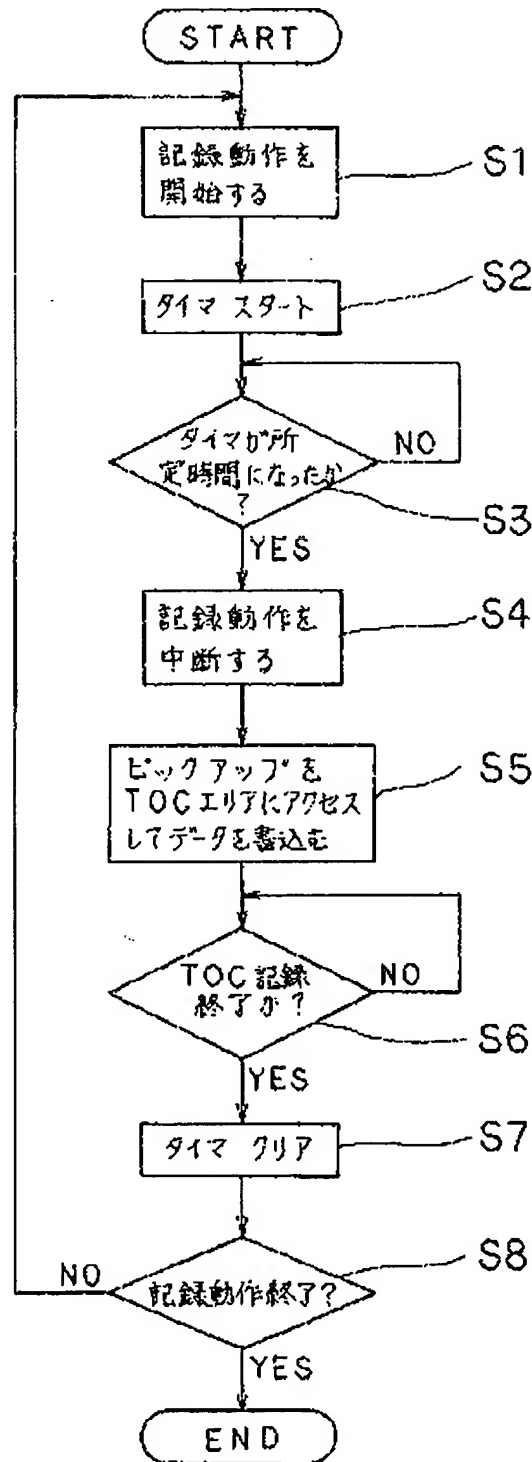 START
記録動作を
開始する
S1
タイマ スタート
S2
タイマが所
定時間になったか
?
NO
S3
YES
記録動作を
中断する
S4
ピックアップを
TOCエリアにアクセス
してデータを書込む
S5
TOC記録
終了か?
NO
S6
YES
タイマ クリア
S7
記録動作終了?
NO
S8
YES
END